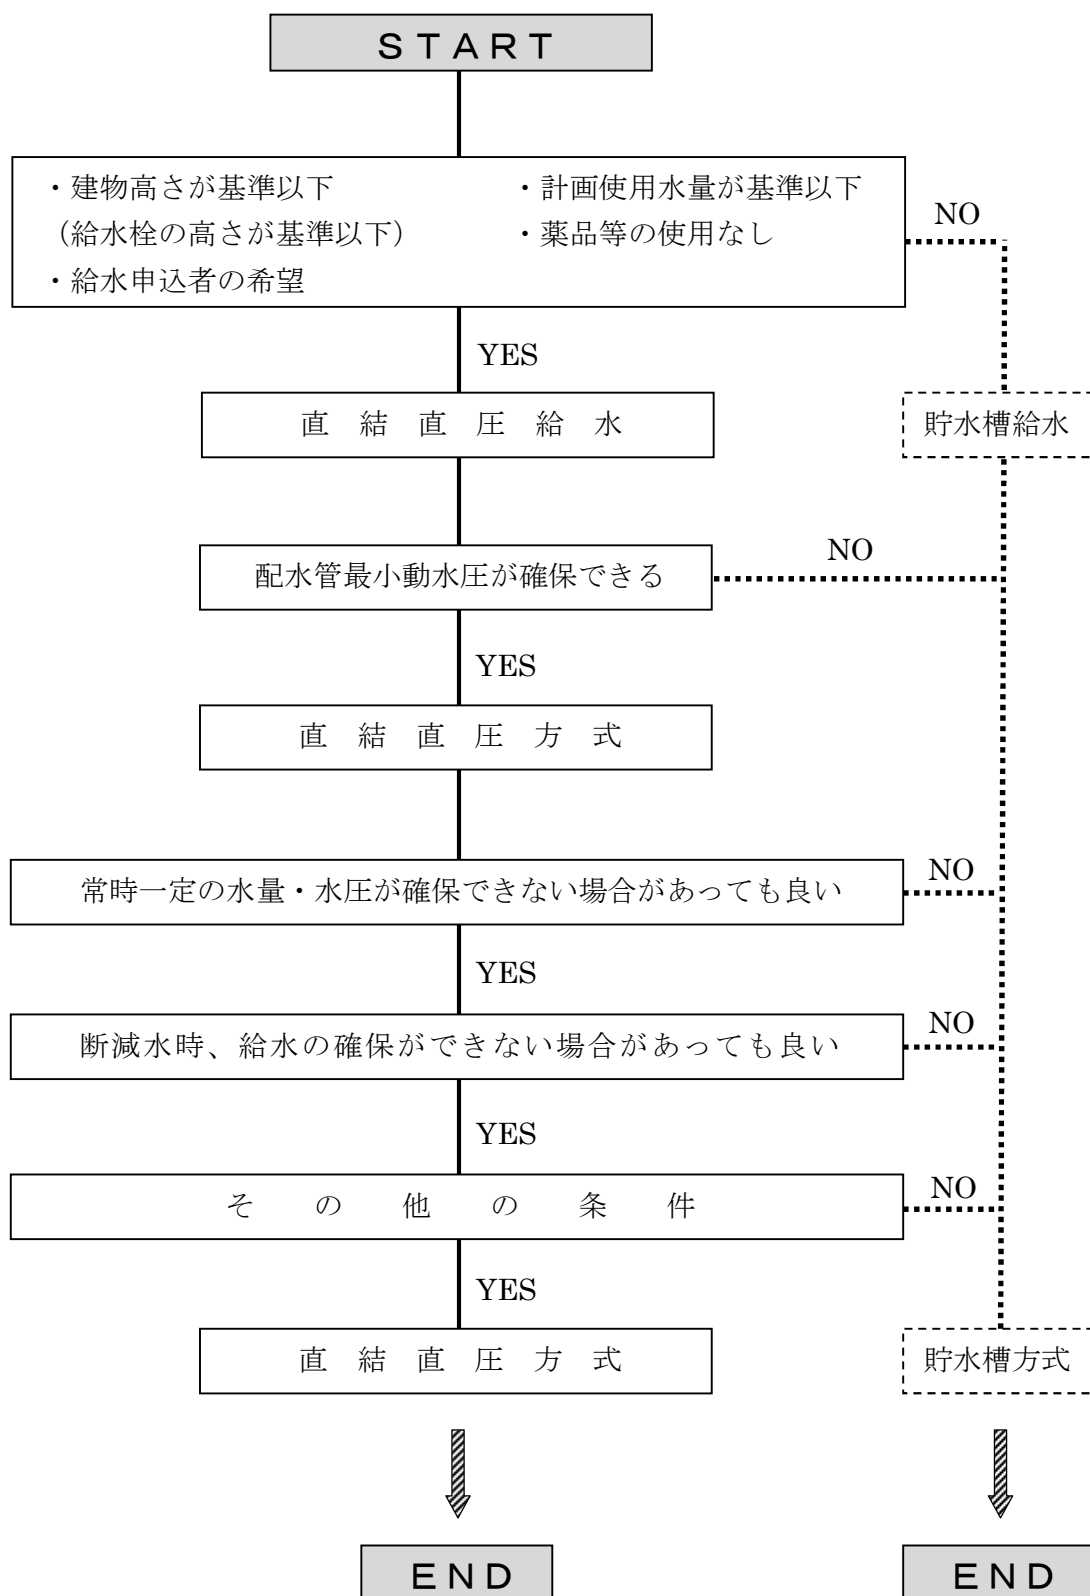 START
・建物高さが基準以下 ・計画使用水量が基準以下
（給水栓の高さが基準以下） ・薬品等の使用なし
・給水申込者の希望
NO
YES
直結直圧給水
貯水槽給水
配水管最小動水圧が確保できる
NO
YES
直結直圧方式
常時一定の水量・水圧が確保できない場合があっても良い
NO
YES
断減水時、給水の確保ができない場合があっても良い
NO
YES
その他の条件
NO
YES
直結直圧方式
貯水槽方式
END
END